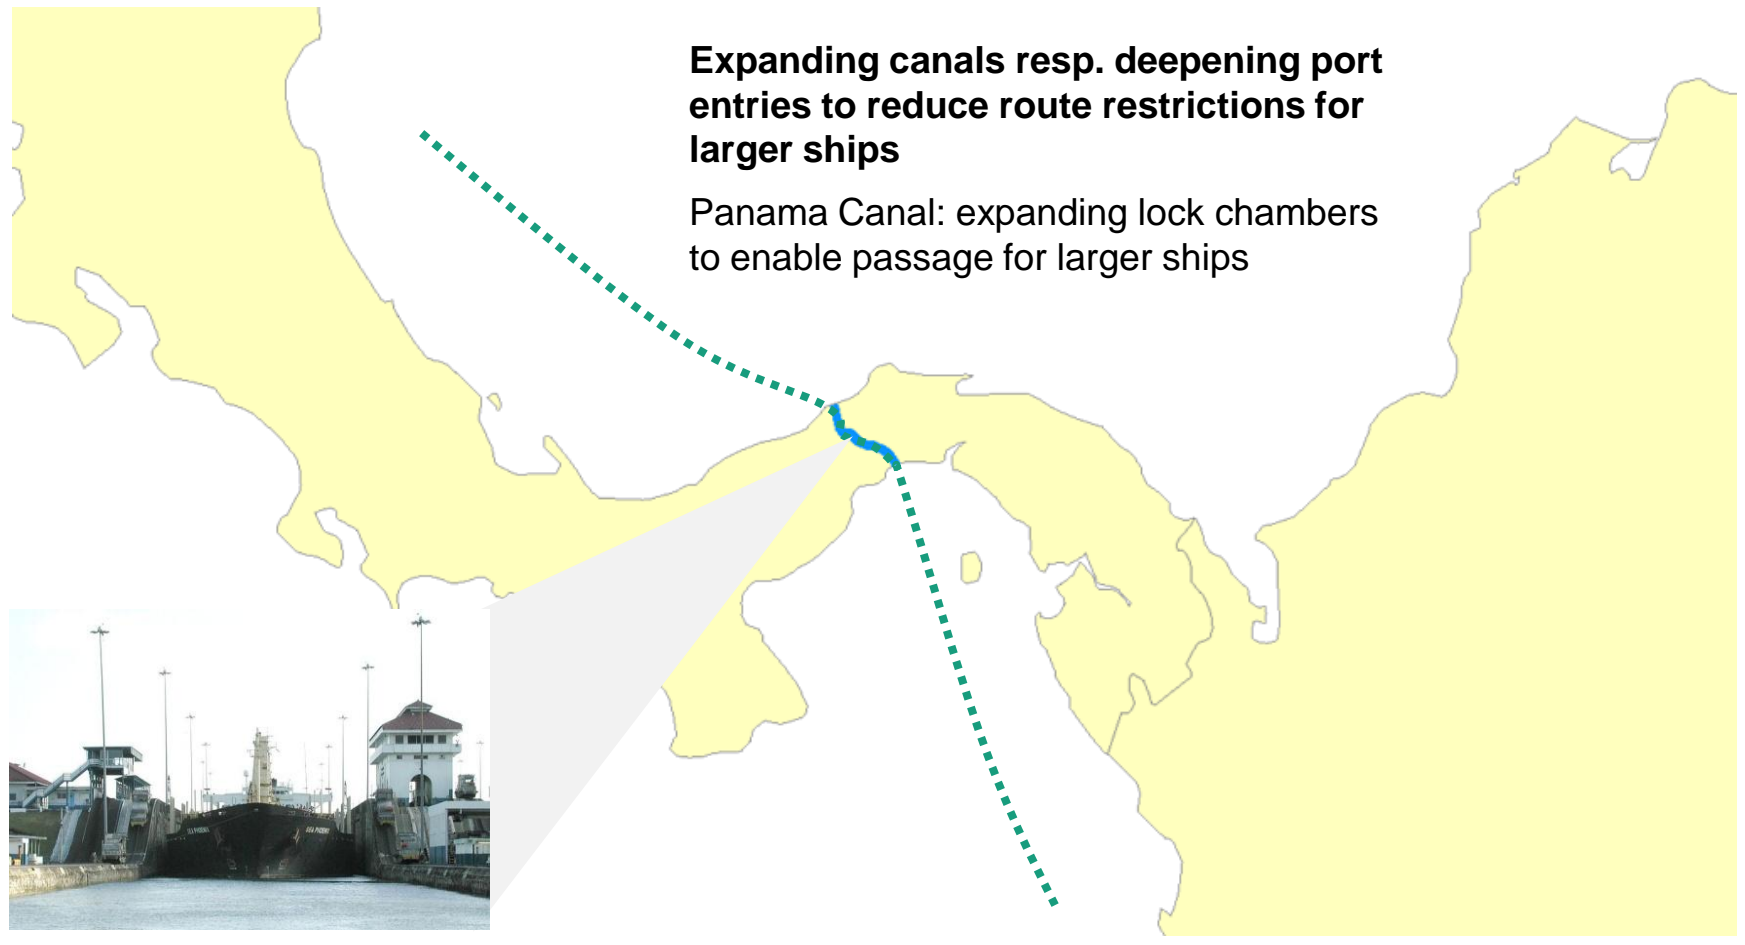 Expanding canals resp. deepening port
entries to reduce route restrictions for
larger ships
Panama Canal: expanding lock chambers
to enable passage for larger ships